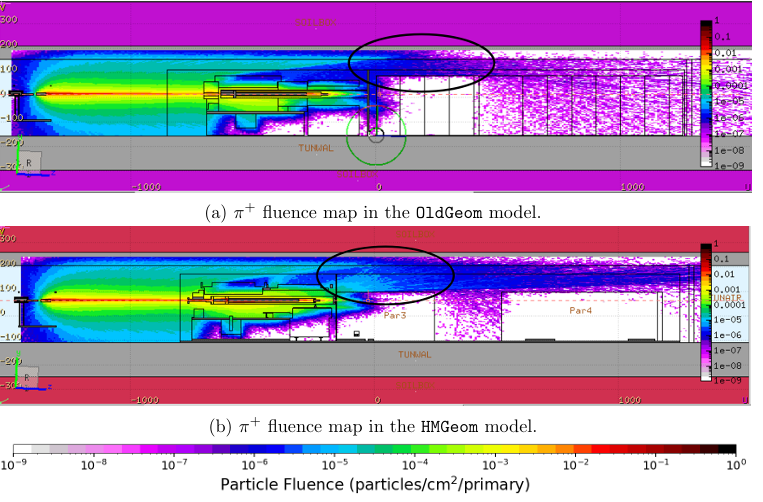 300
200
100
0
-100
-200
-300
TUNWAL
R
z
-1000
0
1000
U
1
0.1
0.01
0.001
0.0001
1e-05
1e-06
1e-07
1e-08
1e-09
(a) π⁺ fluence map in the OldGeom model.
300
200
100
0
-100
-200
-300
Par3
Par4
UNAIR
TUNWAL
R
z
-1000
0
1000
U
1
0.1
0.01
0.001
0.0001
1e-05
1e-06
1e-07
1e-08
1e-09
(b) π⁺ fluence map in the HMGeom model.
10⁻⁹ 10⁻⁸ 10⁻⁷ 10⁻⁶ 10⁻⁵ 10⁻⁴ 10⁻³ 10⁻² 10⁻¹ 10⁰
Particle Fluence (particles/cm²/primary)